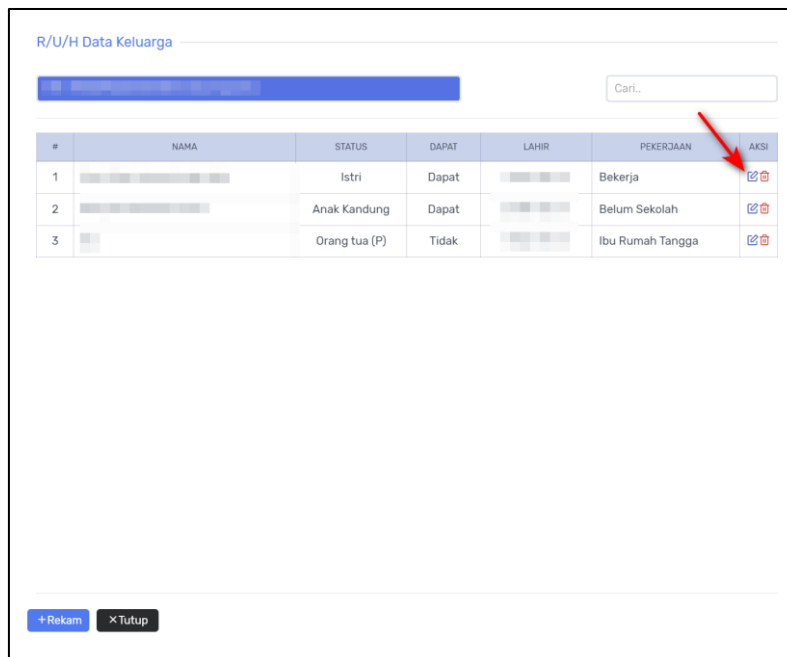 R/U/H Data Keluarga
Cari..
# NAMA STATUS DAPAT LAHIR PEKERJAAN AKSI
1 Istri Dapat Bekerja
2 Anak Kandung Dapat Belum Sekolah
3 Orang tua (P) Tidak Ibu Rumah Tangga
+Rekam ×Tutup